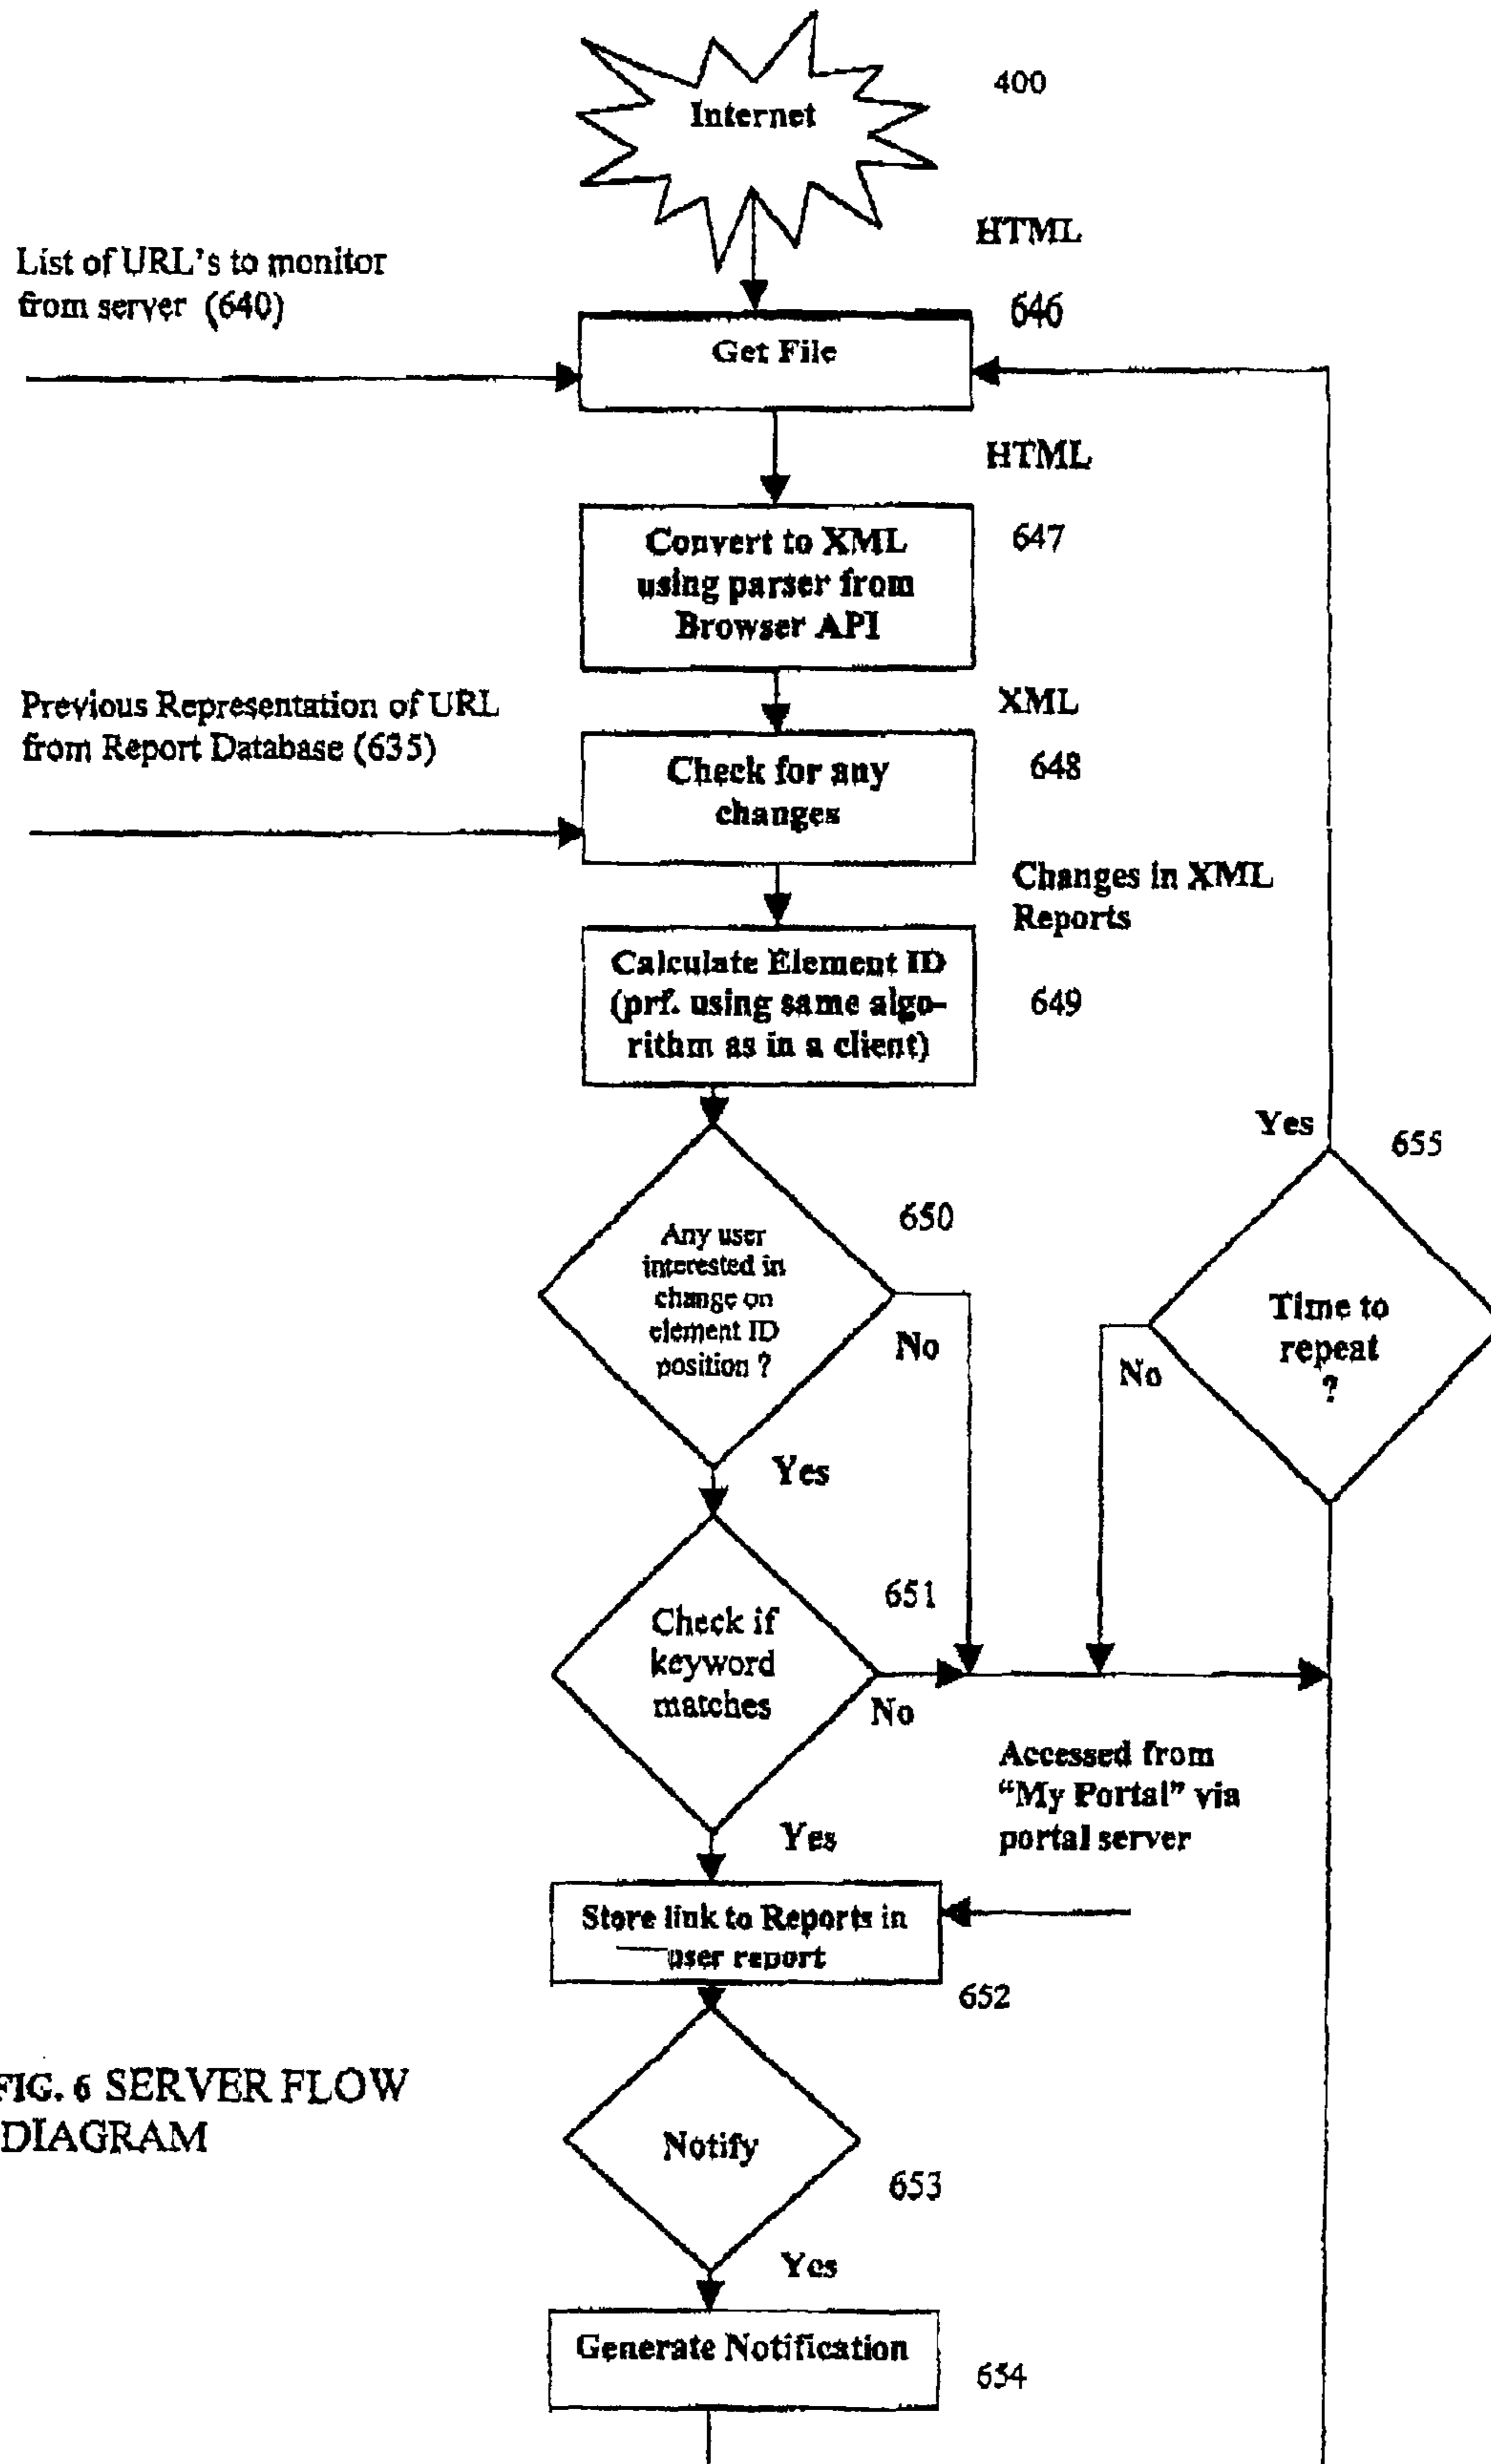 Internet
400
HTML
List of URL's to monitor
from server (640)
646
Get File
HTML
Convert to XML
using parser from
Browser API
647
Previous Representation of URL
from Report Database (635)
XML
Check for any
changes
648
Changes in XML
Reports
Calculate Element ID
(prf. using same algo-
rithm as in a client)
649
Yes
655
650
Any user
interested in
change on
element ID
position ?
No
Time to
repeat
?
No
Yes
651
Check if
keyword
matches
No
Accessed from
“My Portal” via
portal server
Yes
Store link to Reports in
user report
652
FIG. 6 SERVER FLOW
DIAGRAM
Notify
653
Yes
Generate Notification
654